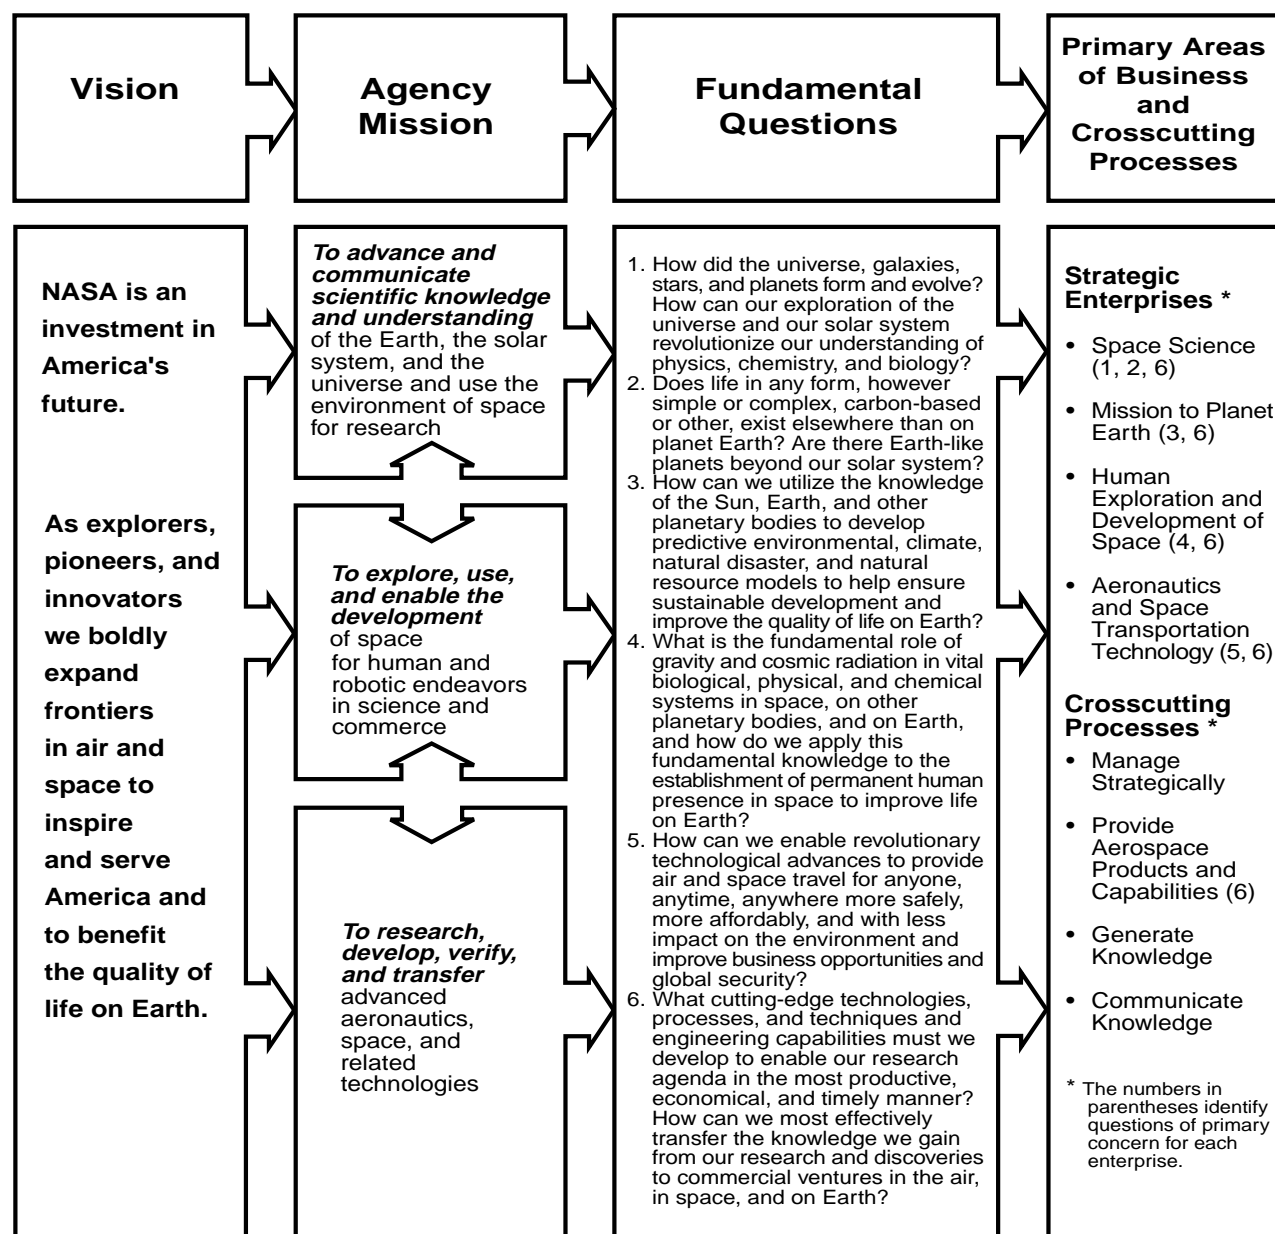 Vision
Agency
Mission
Fundamental
Questions
Primary Areas
of Business
and
Crosscutting
Processes
NASA is an
investment in
America's
future.
As explorers,
pioneers, and
innovators
we boldly
expand
frontiers
in air and
space to
inspire
and serve
America and
to benefit
the quality of
life on Earth.
To advance and
communicate
scientific knowledge
and understanding
of the Earth, the solar
system, and the
universe and use the
environment of space
for research
To explore, use,
and enable the
development
of space
for human and
robotic endeavors
in science and
commerce
To research,
develop, verify,
and transfer
advanced
aeronautics,
space, and
related
technologies
1. How did the universe, galaxies,
stars, and planets form and evolve?
How can our exploration of the
universe and our solar system
revolutionize our understanding of
physics, chemistry, and biology?
2. Does life in any form, however
simple or complex, carbon-based
or other, exist elsewhere than on
planet Earth? Are there Earth-like
planets beyond our solar system?
3. How can we utilize the knowledge
of the Sun, Earth, and other
planetary bodies to develop
predictive environmental, climate,
natural disaster, and natural
resource models to help ensure
sustainable development and
improve the quality of life on Earth?
4. What is the fundamental role of
gravity and cosmic radiation in vital
biological, physical, and chemical
systems in space, on other
planetary bodies, and on Earth,
and how do we apply this
fundamental knowledge to the
establishment of permanent human
presence in space to improve life
on Earth?
5. How can we enable revolutionary
technological advances to provide
air and space travel for anyone,
anytime, anywhere more safely,
more affordably, and with less
impact on the environment and
improve business opportunities and
global security?
6. What cutting-edge technologies,
processes, and techniques and
engineering capabilities must we
develop to enable our research
agenda in the most productive,
economical, and timely manner?
How can we most effectively
transfer the knowledge we gain
from our research and discoveries
to commercial ventures in the air,
in space, and on Earth?
Strategic
Enterprises *
• Space Science
(1, 2, 6)
• Mission to Planet
Earth (3, 6)
• Human
Exploration and
Development of
Space (4, 6)
• Aeronautics
and Space
Transportation
Technology (5, 6)
Crosscutting
Processes *
• Manage
Strategically
• Provide
Aerospace
Products and
Capabilities (6)
• Generate
Knowledge
• Communicate
Knowledge
* The numbers in
parentheses identify
questions of primary
concern for each
enterprise.